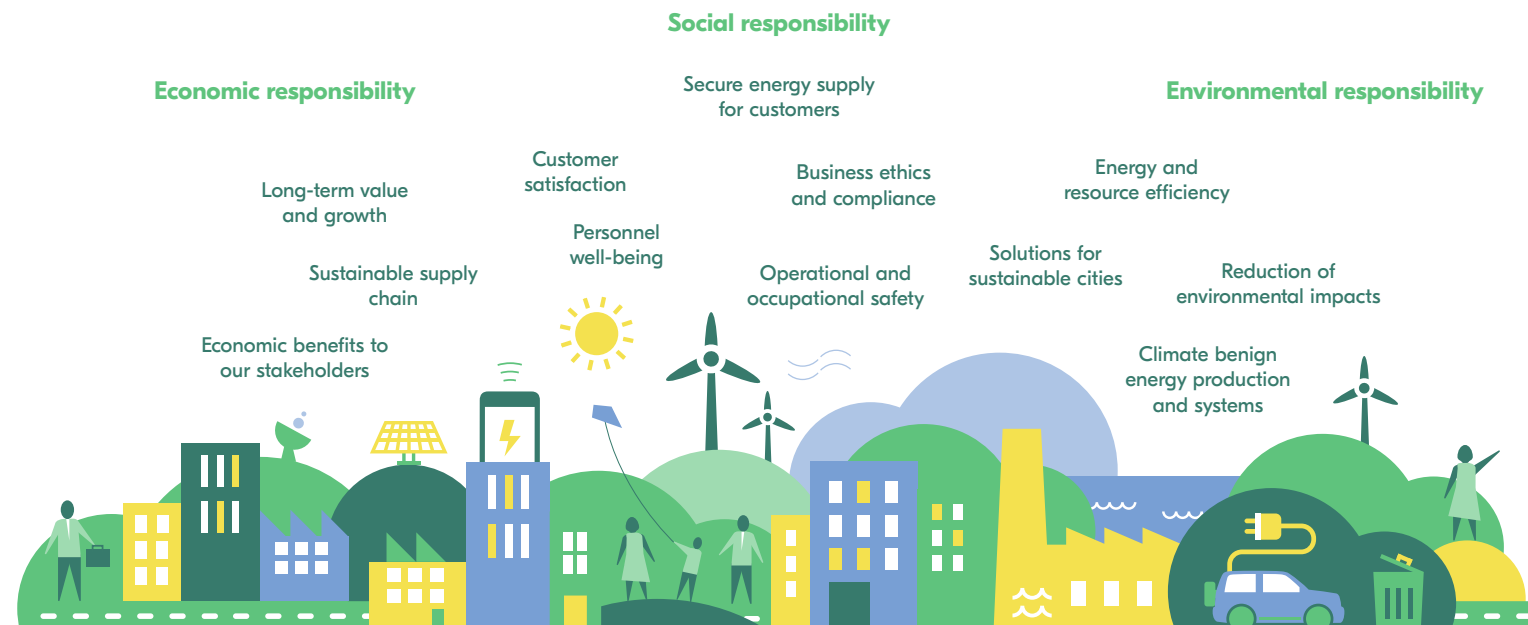 Social responsibility
Economic responsibility
Environmental responsibility
Secure energy supply
for customers
Customer
satisfaction
Business ethics
and compliance
Energy and
resource efficiency
Long-term value
and growth
Personnel
well-being
Solutions for
sustainable cities
Sustainable supply
chain
Operational and
occupational safety
Reduction of
environmental impacts
Economic benefits to
our stakeholders
Climate benign
energy production
and systems